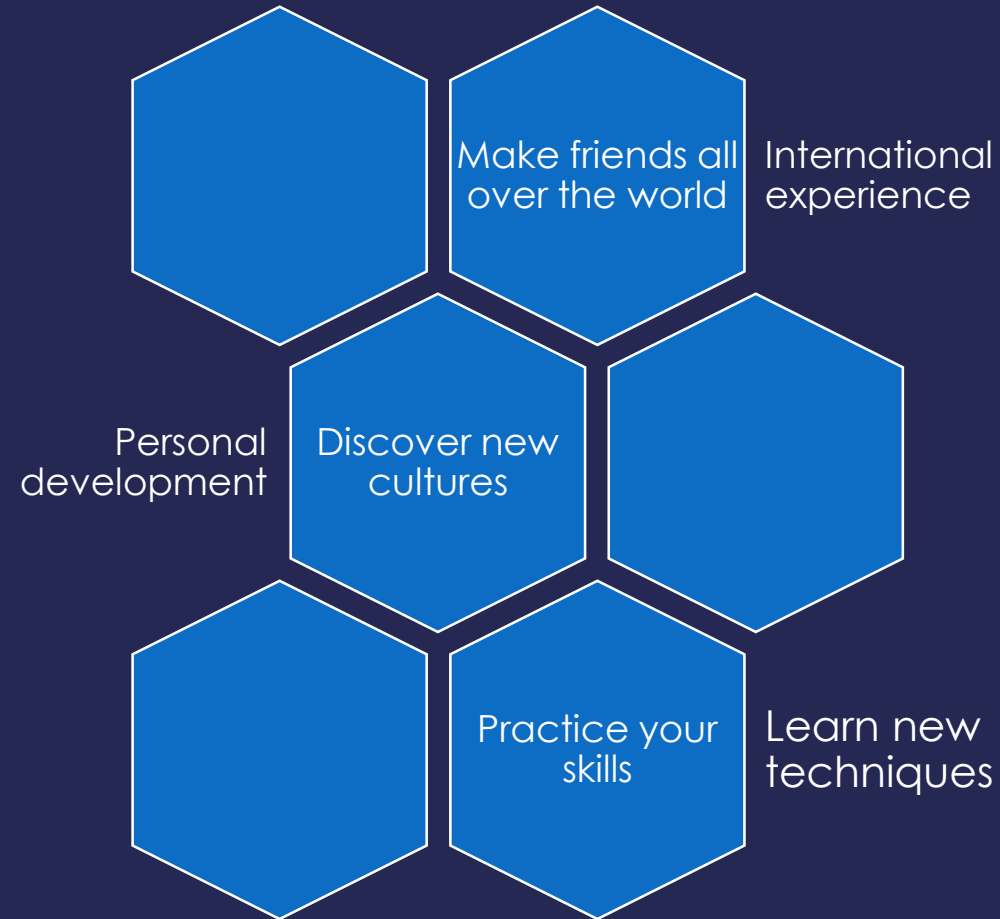 Make friends all
over the world
International
experience
Personal
development
Discover new
cultures
Practice your
skills
Learn new
techniques